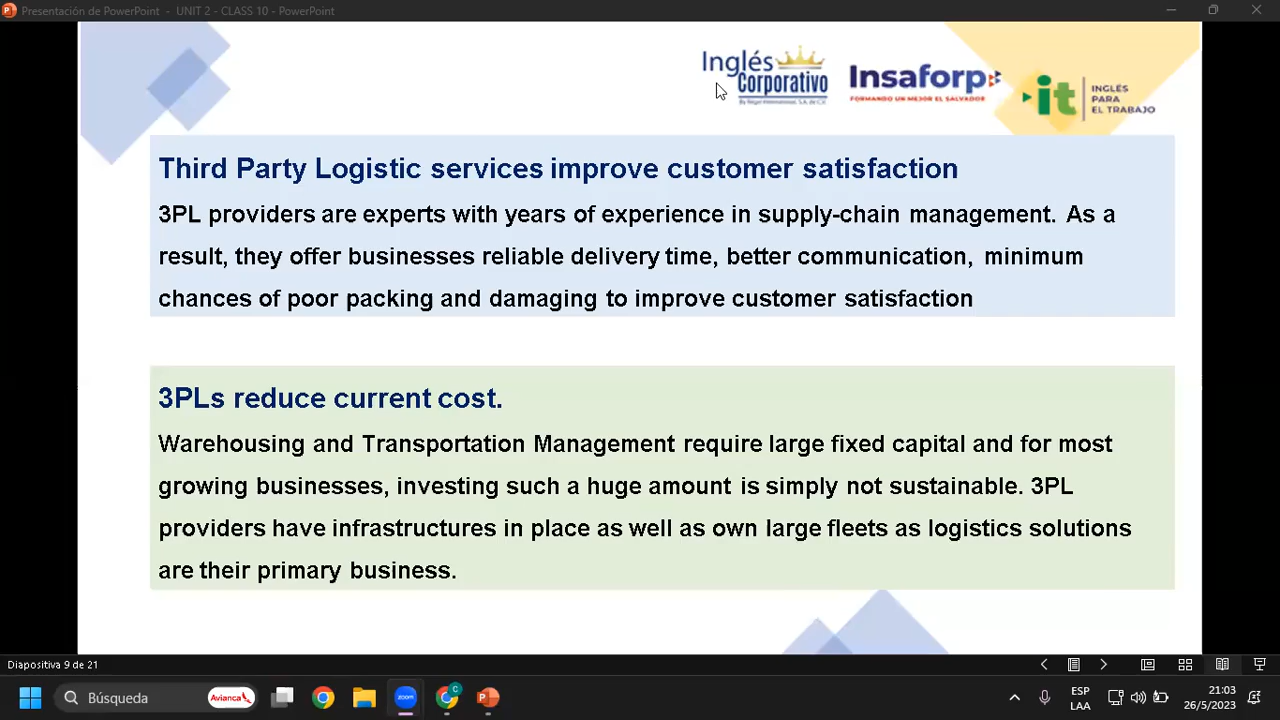 Presentación de PowerPoint - UNIT 2 - CLASS 10 - PowerPoint
Inglés
Corporativo
Insaforp
FORMANDO UN MEJOR EL SALVADOR
it
INGLÉS
PARA
EL TRABAJO
Third Party Logistic services improve customer satisfaction
3PL providers are experts with years of experience in supply-chain management. As a
result, they offer businesses reliable delivery time, better communication, minimum
chances of poor packing and damaging to improve customer satisfaction
3PLs reduce current cost.
Warehousing and Transportation Management require large fixed capital and for most
growing businesses, investing such a huge amount is simply not sustainable. 3PL
providers have infrastructures in place as well as own large fleets as logistics solutions
are their primary business.
Diapositiva 9 de 21
Búsqueda
Avianca
zoom
C
ESP
LAA
21:03
26/5/2023